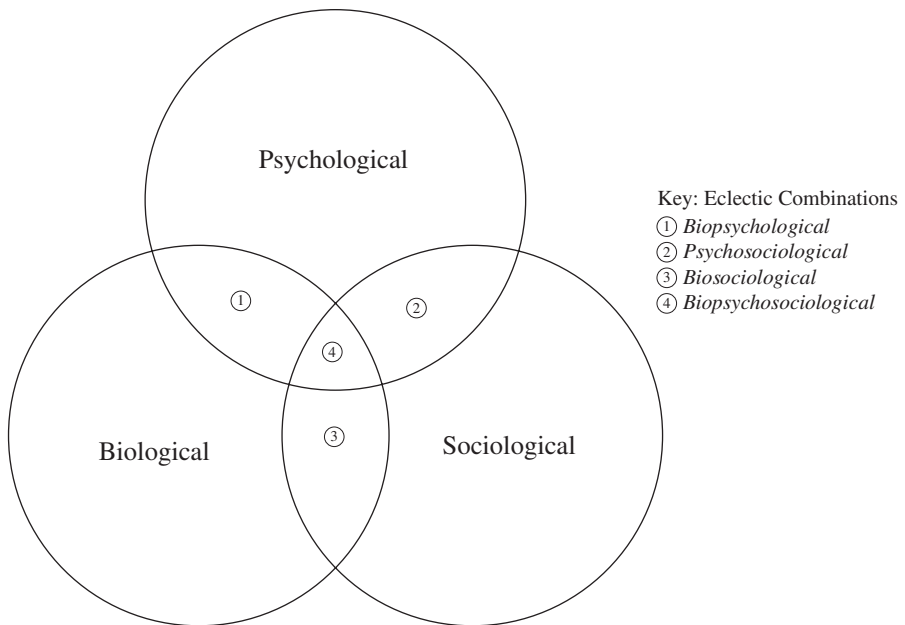 Psychological
Key: Eclectic Combinations
① Biopsychological
② Psychosociological
③ Biosociological
④ Biopsychosociological
①
②
④
③
Biological
Sociological